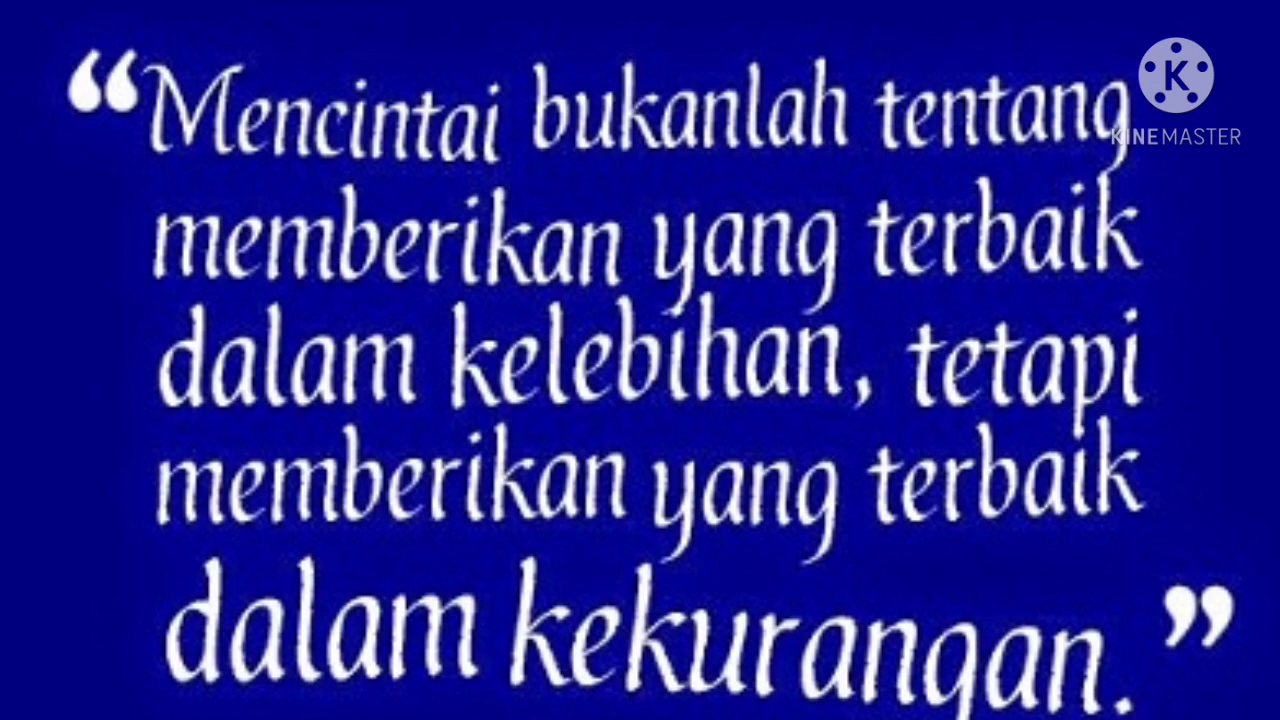 “Mencintai bukanlah tentang
memberikan yang terbaik
dalam kelebihan, tetapi
memberikan yang terbaik
dalam kekurangan.”
K
KINEMASTER